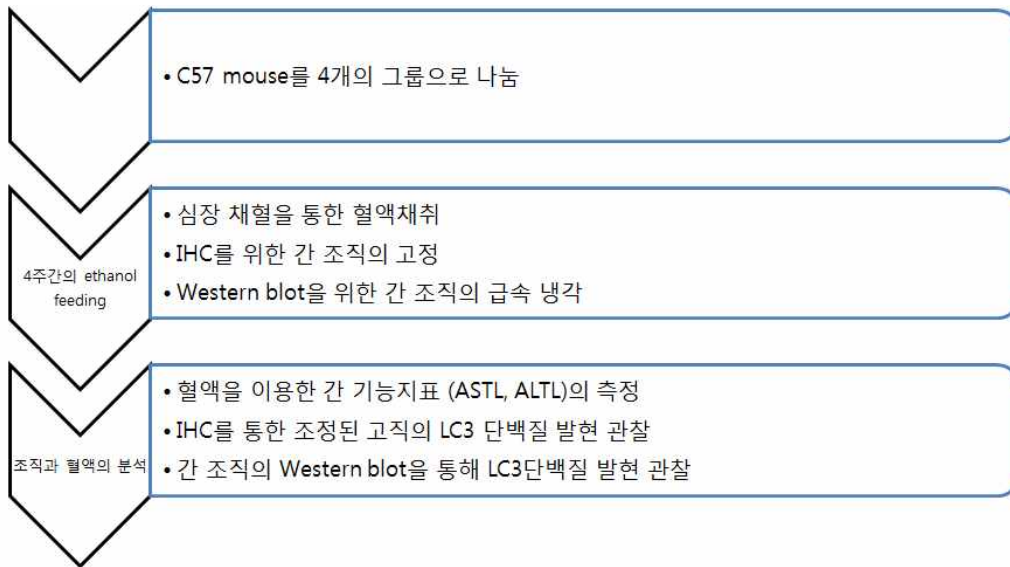 • C57 mouse를 4개의 그룹으로 나눔
4주간의 ethanol
feeding
• 심장 채혈을 통한 혈액채취
• IHC를 위한 간 조직의 고정
• Western blot을 위한 간 조직의 급속 냉각
조직과 혈액의 분석
• 혈액을 이용한 간 기능지표 (ASTL, ALTL)의 측정
• IHC를 통한 조정된 고직의 LC3 단백질 발현 관찰
• 간 조직의 Western blot을 통해 LC3단백질 발현 관찰